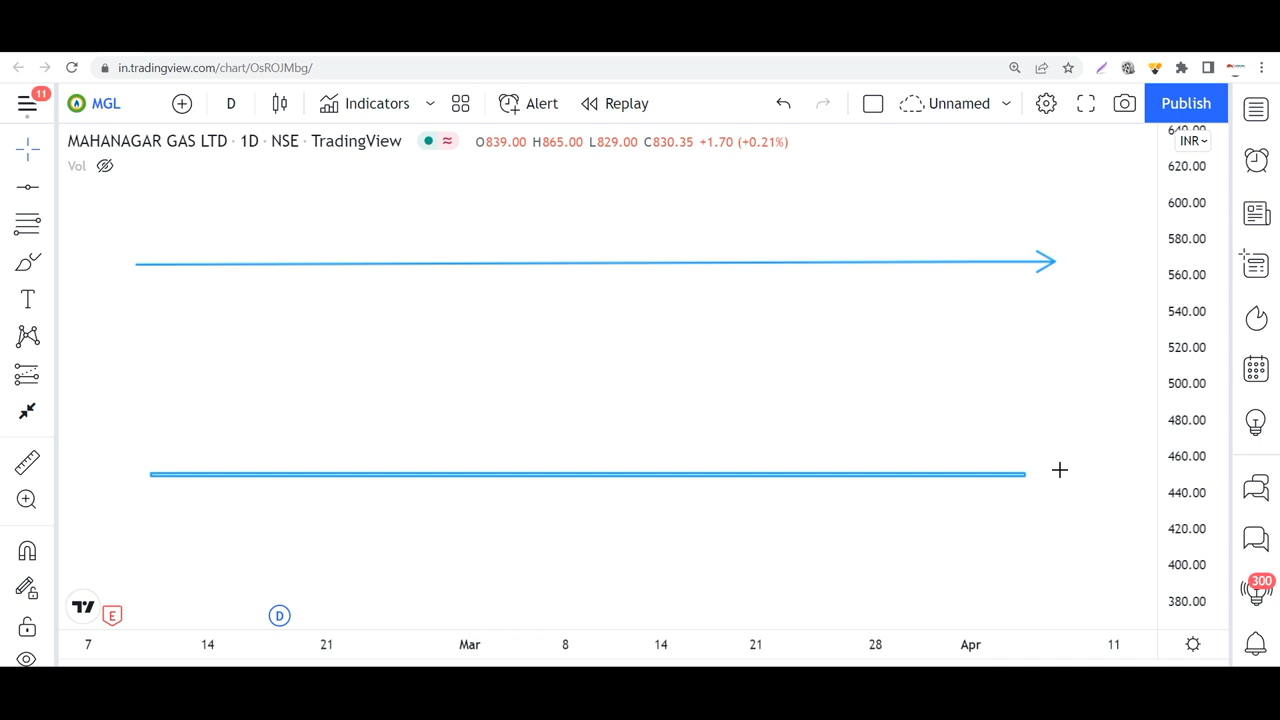 in.tradingview.com/chart/OsROJMbg/
11
MGL
D
Indicators
Alert
Replay
Unnamed
Publish
MAHANAGAR GAS LTD · 1D · NSE · TradingView
O839.00 H865.00 L829.00 C830.35 +1.70 (+0.21%)
Vol
640.00
INR
620.00
600.00
580.00
560.00
540.00
520.00
500.00
480.00
460.00
440.00
420.00
400.00
380.00
300
E
D
7
14
21
Mar
8
14
21
28
Apr
11